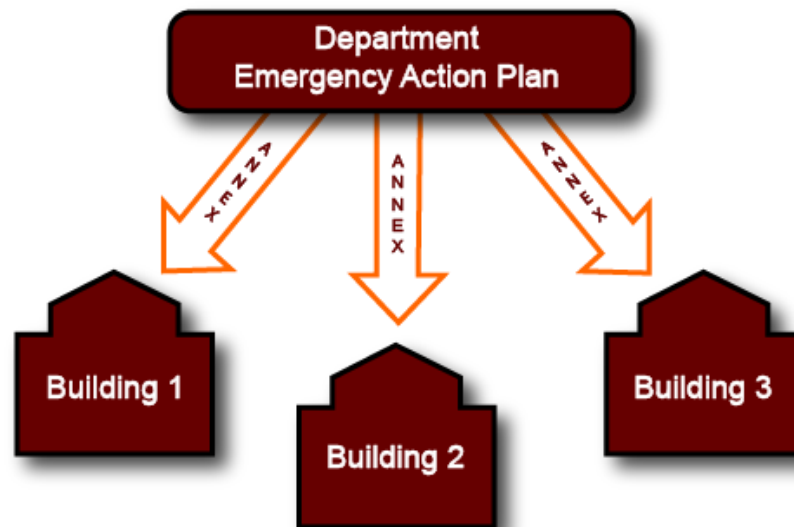 Department
Emergency Action Plan
ANNEX
ANNEX
ANNEX
Building 1
Building 2
Building 3